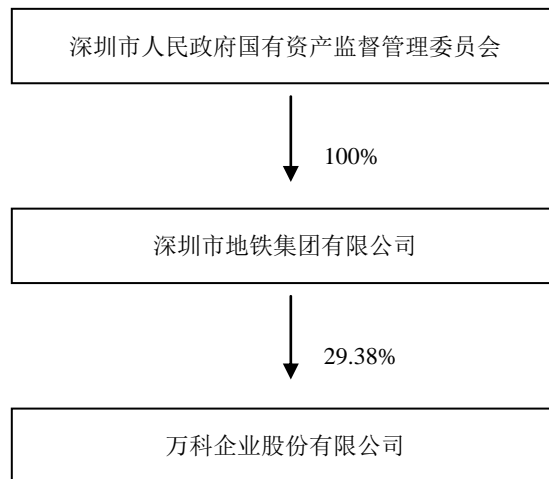 深圳市人民政府国有资产监督管理委员会
100%
深圳市地铁集团有限公司
29.38%
万科企业股份有限公司